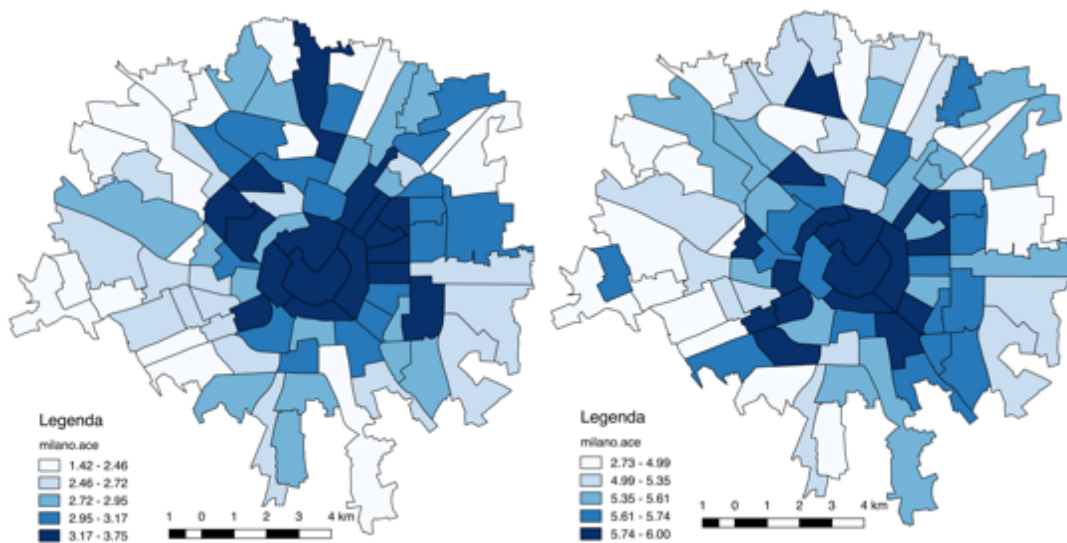 Legenda
milano.ace
1.42 - 2.46
2.46 - 2.72
2.72 - 2.95
2.95 - 3.17
3.17 - 3.75
1 0 1 2 3 4 km
Legenda
milano.ace
2.73 - 4.99
4.99 - 5.35
5.35 - 5.61
5.61 - 5.74
5.74 - 6.00
1 0 1 2 3 4 km